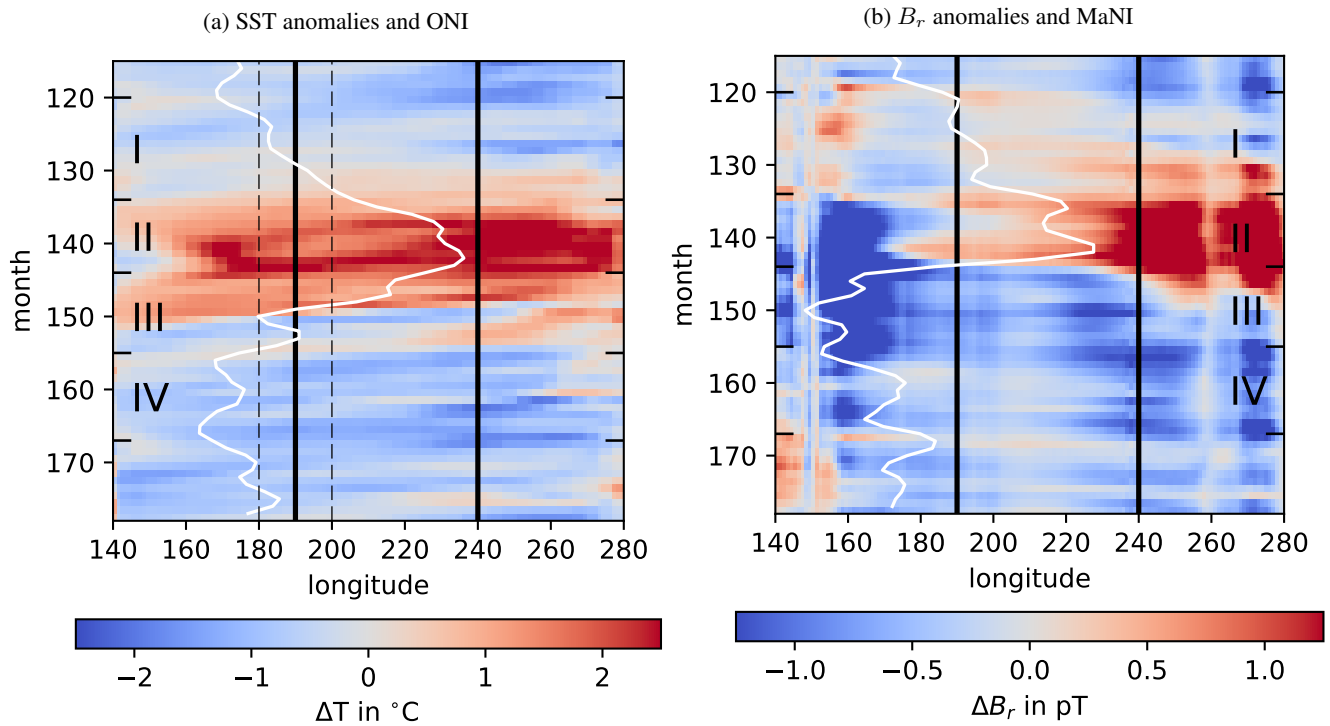 (a) SST anomalies and ONI
120
130
140
150
160
170
month
I
II
III
IV
140 160 180 200 220 240 260 280
longitude
−2 −1 0 1 2
ΔT in °C
(b) Bᵣ anomalies and MaNI
120
130
140
150
160
170
month
I
II
III
IV
140 160 180 200 220 240 260 280
longitude
−1.0 −0.5 0.0 0.5 1.0
ΔBᵣ in pT